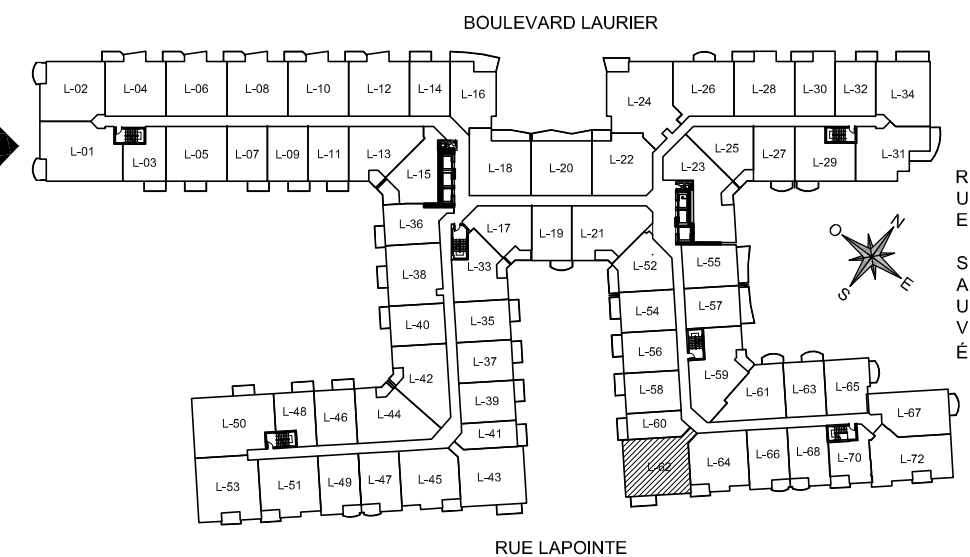 BOULEVARD LAURIER
L-02 L-04 L-06 L-08 L-10 L-12 L-14 L-16 L-24 L-26 L-28 L-30 L-32 L-34
L-01 L-03 L-05 L-07 L-09 L-11 L-13 L-15 L-18 L-20 L-22 L-23 L-25 L-27 L-29 L-31
RUE SAUVÉ
L-36 L-17 L-19 L-21
N
O
E
S
L-38 L-33 L-52 L-55
L-40 L-35 L-54 L-57
L-37 L-56
L-42 L-39 L-58 L-59 L-61 L-63 L-65
L-50 L-48 L-46 L-44 L-41 L-60 L-67
L-53 L-51 L-49 L-47 L-45 L-43 L-62 L-64 L-66 L-68 L-70 L-72
RUE LAPOINTE